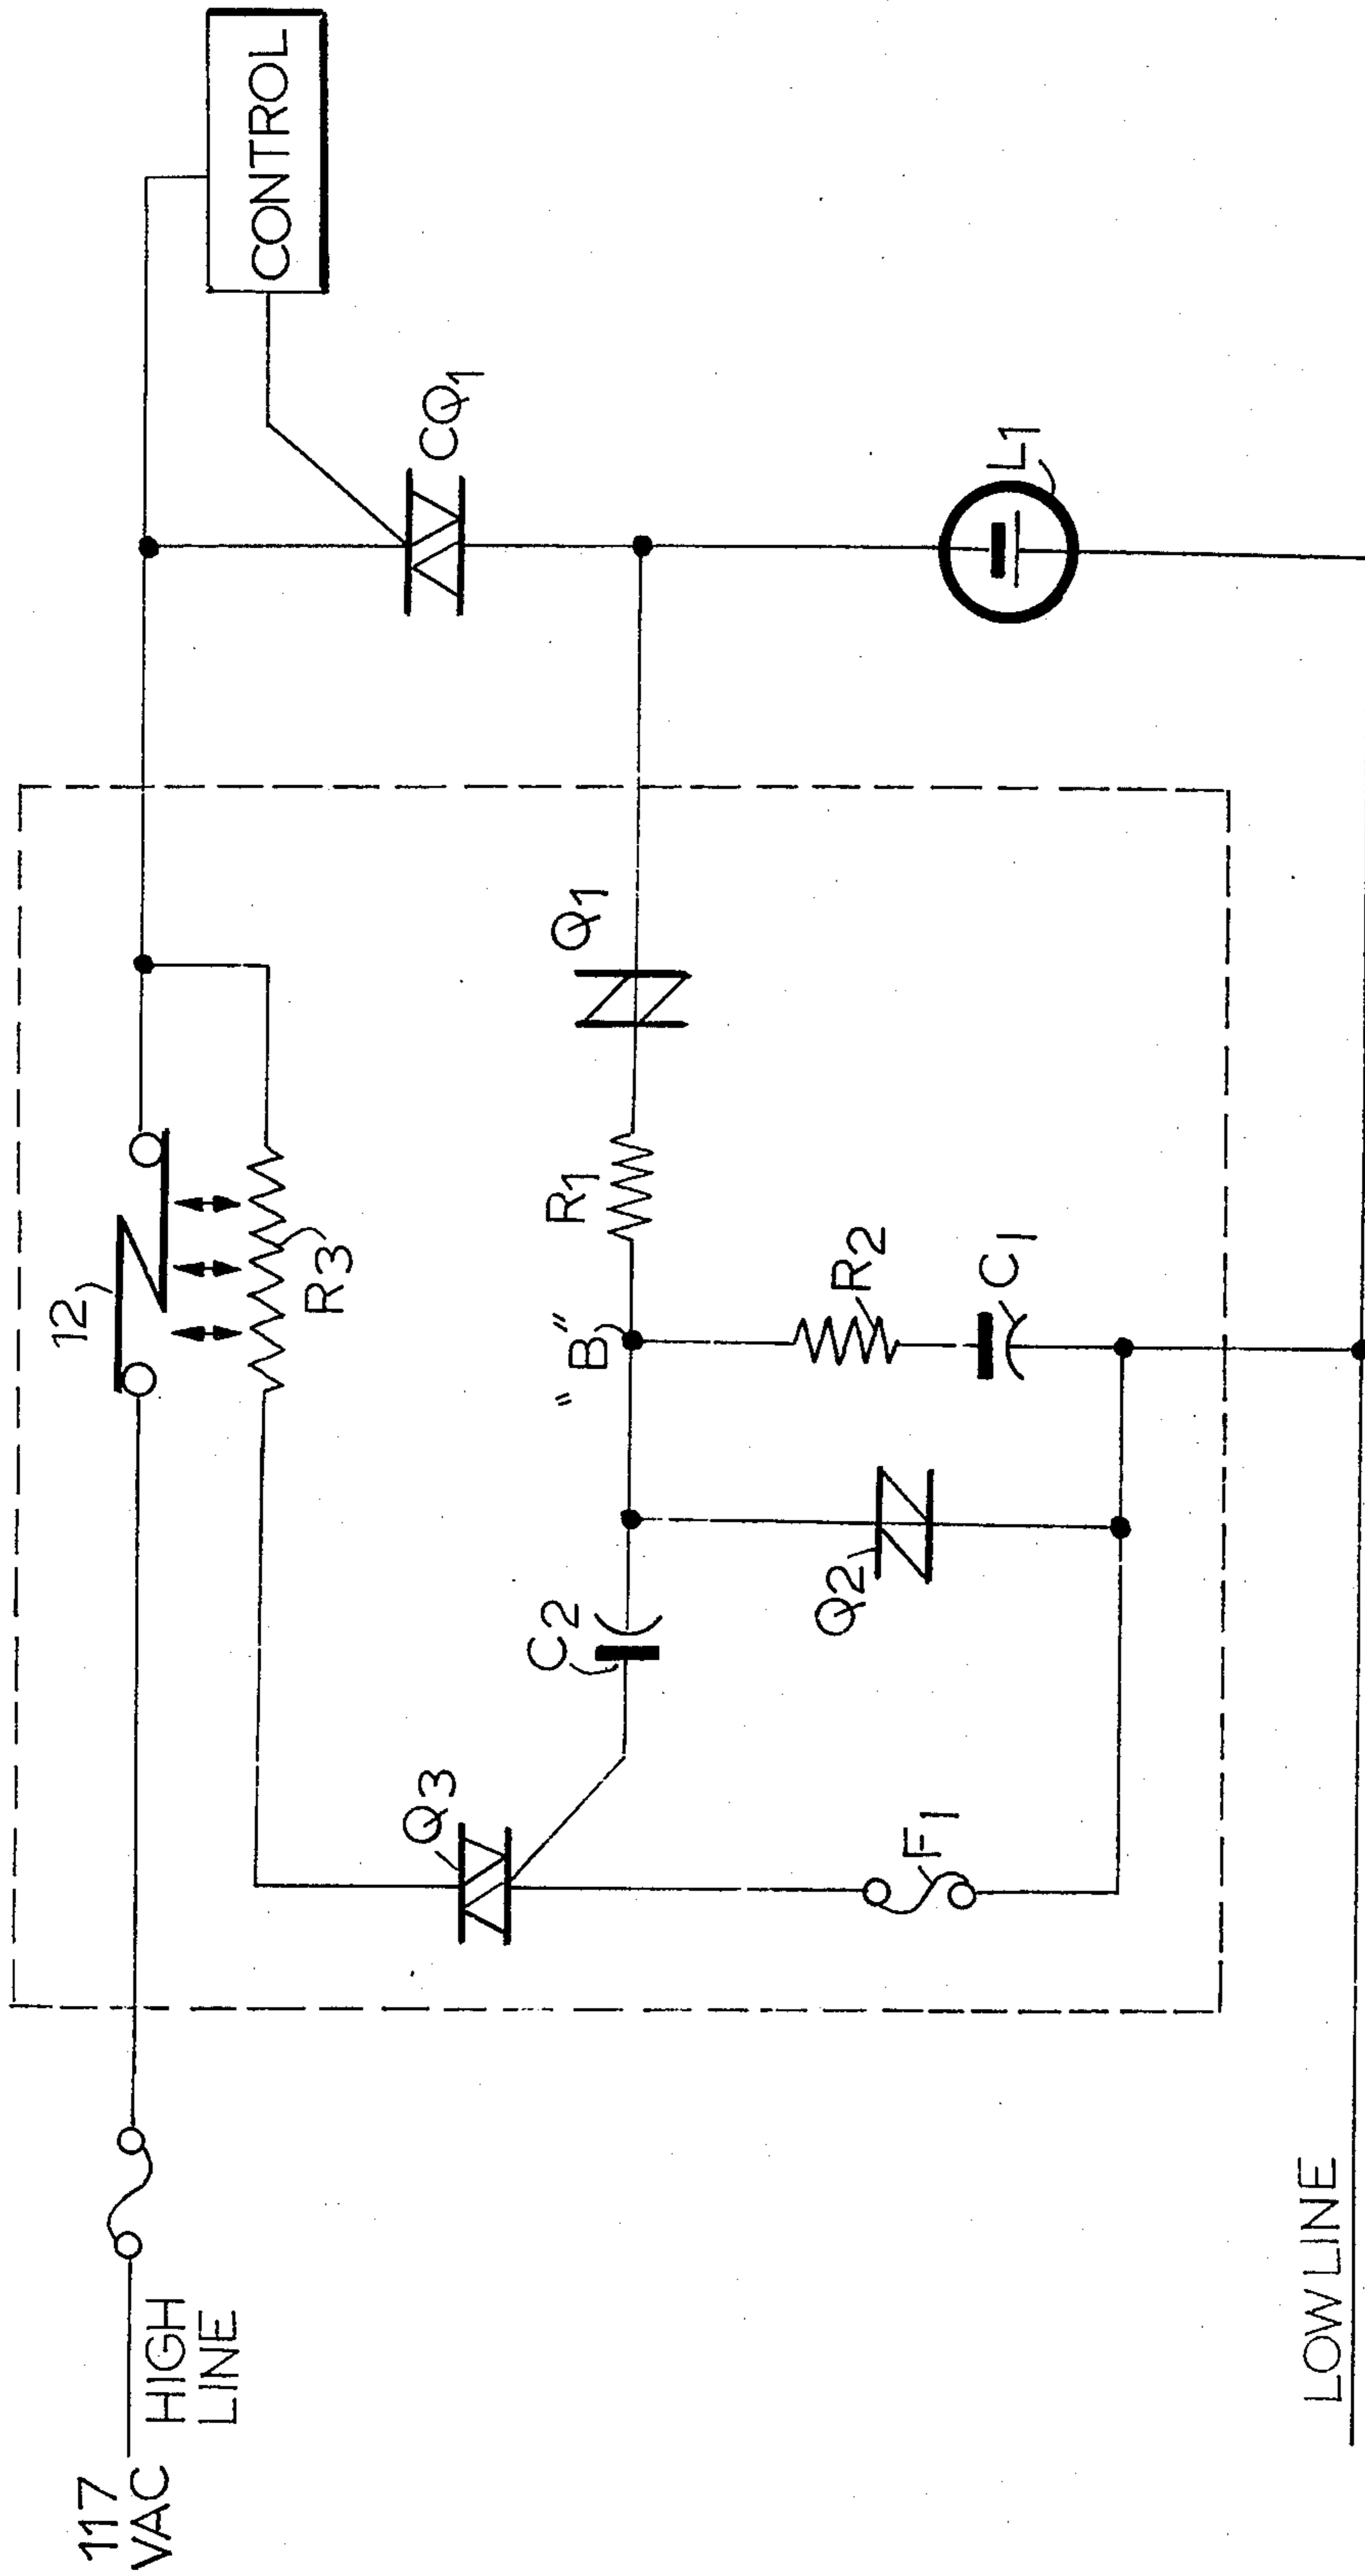 117
VAC
HIGH
LINE
12
R3
CONTROL
CQ1
Q1
R1
"B"
C2
Q3
R2
C1
Q2
F1
L1
LOW LINE